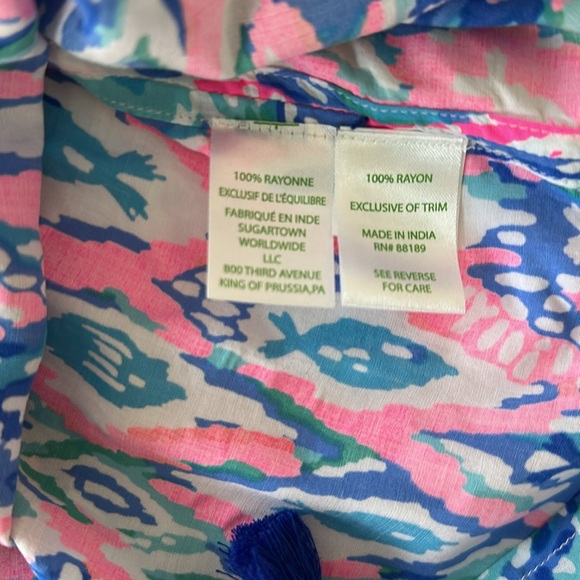 100% RAYONNE
EXCLUSIF DE L'ÉQUILIBRE
FABRIQUÉ EN INDE
SUGARTOWN
WORLDWIDE
LLC
800 THIRD AVENUE
KING OF PRUSSIA,PA
100% RAYON
EXCLUSIVE OF TRIM
MADE IN INDIA
RN# 88189
SEE REVERSE
FOR CARE